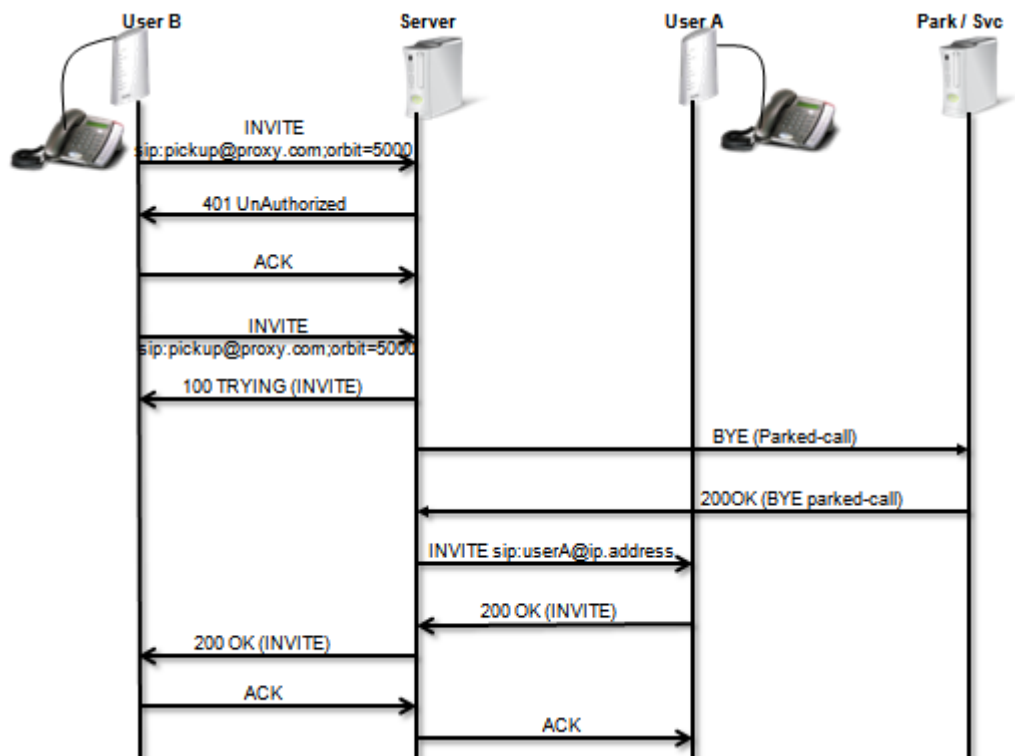 User B
Server
User A
Park / Svc
INVITE
sip:pickup@proxy.com;orbit=5000
401 UnAuthorized
ACK
INVITE
sip:pickup@proxy.com;orbit=5000
100 TRYING (INVITE)
BYE (Parked-call)
200OK (BYE parked-call)
INVITE sip:userA@ip.address
200 OK (INVITE)
200 OK (INVITE)
ACK
ACK